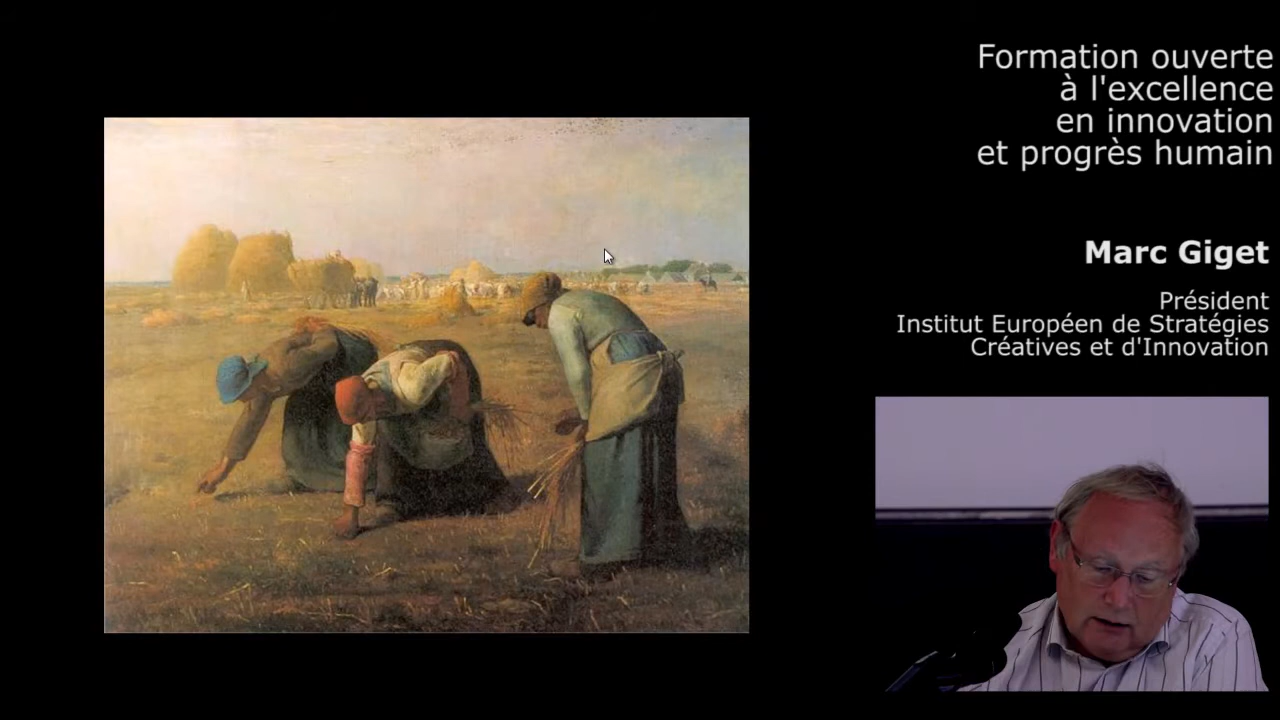 Formation ouverte
à l'excellence
en innovation
et progrès humain
Marc Giget
Président
Institut Européen de Stratégies
Créatives et d'Innovation